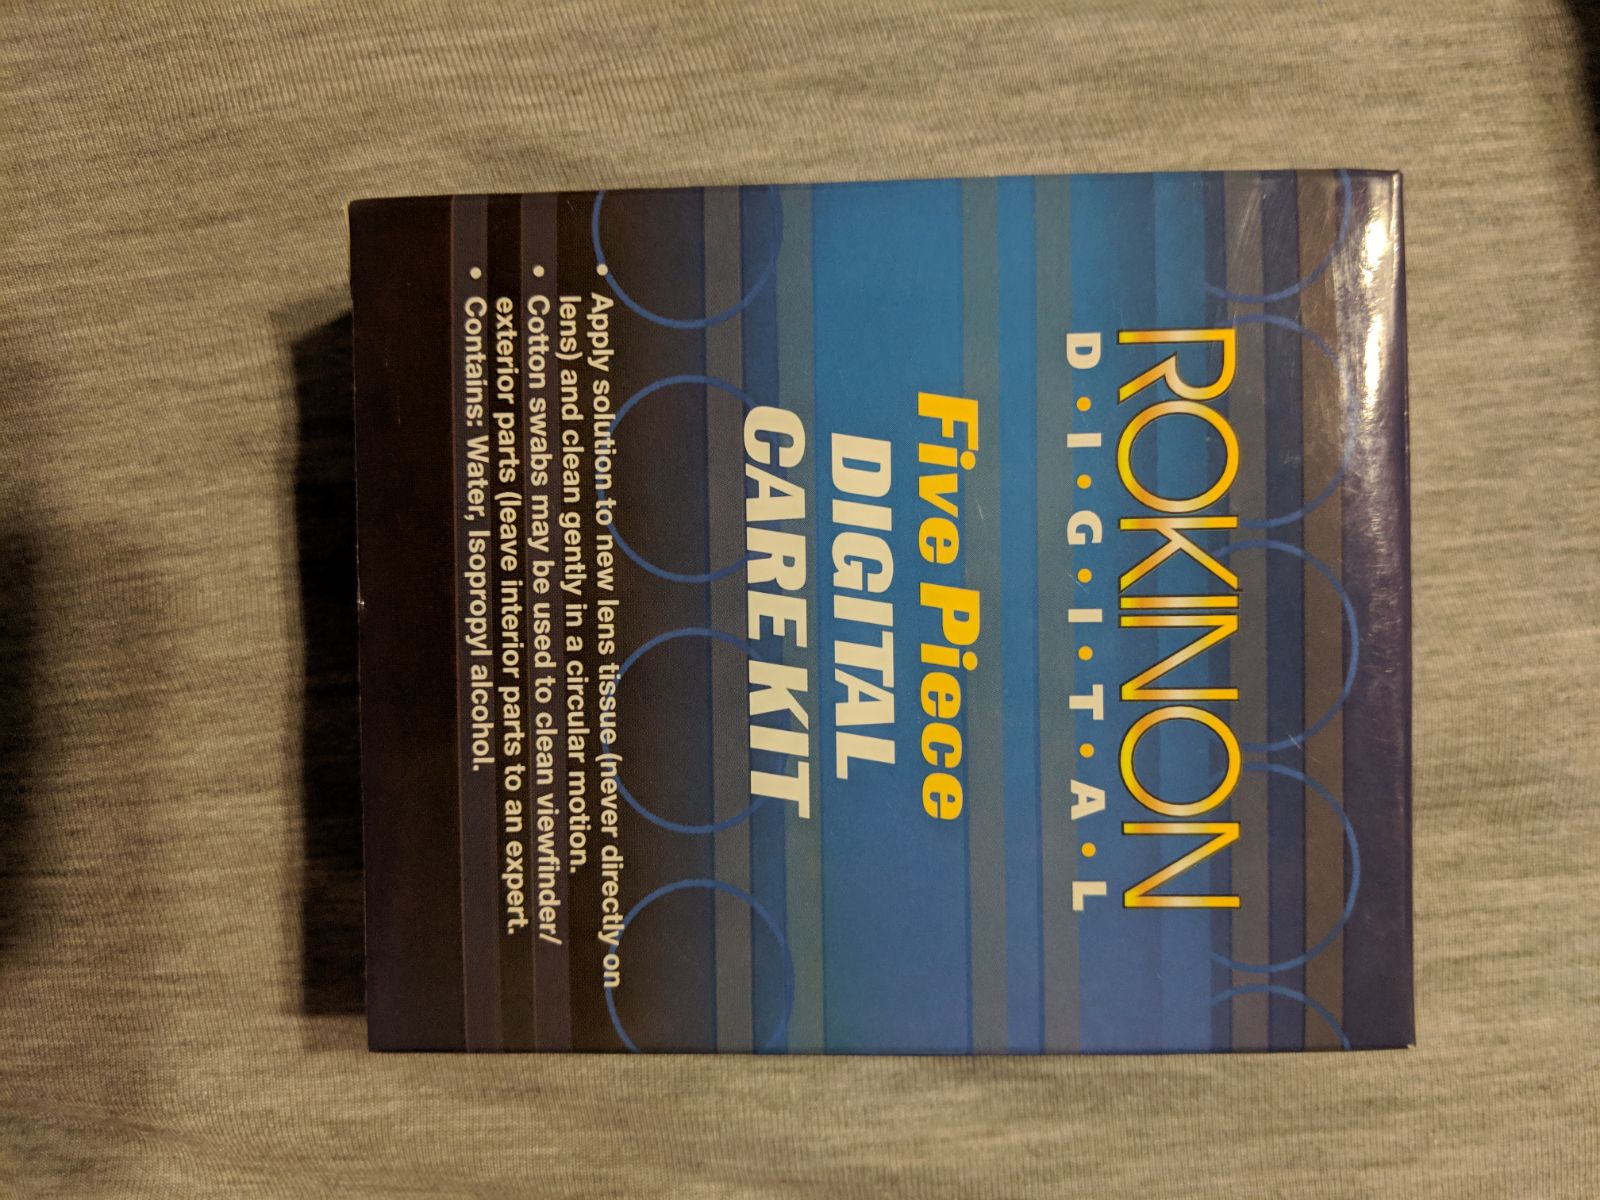 ROKINON
D•I•G•I•T•A•L
Five Piece
DIGITAL
CARE KIT
• Apply solution to new lens tissue (never directly on
lens) and clean gently in a circular motion.
• Cotton swabs may be used to clean viewfinder/
exterior parts (leave interior parts to an expert.
• Contains: Water, Isopropyl alcohol.